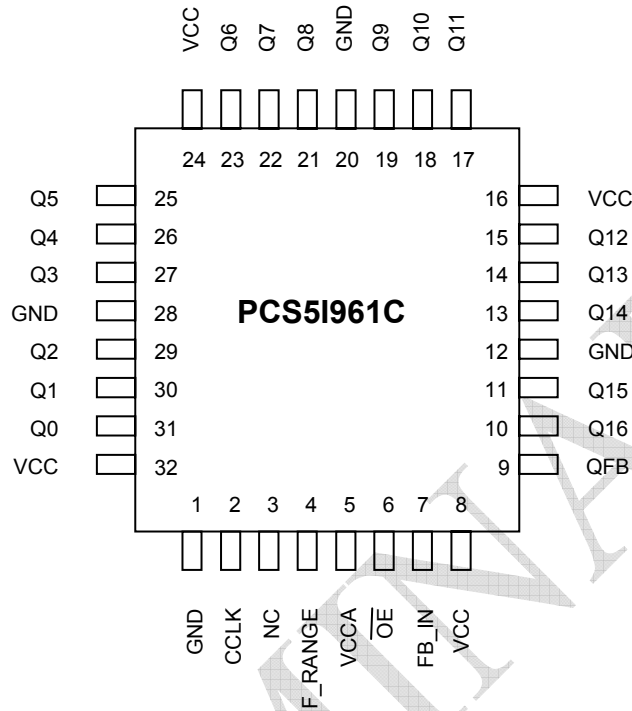 VCC Q6 Q7 Q8 GND Q9 Q10 Q11
24 23 22 21 20 19 18 17
Q5 25 16 VCC
Q4 26 15 Q12
Q3 27 14 Q13
GND 28 PCS5I961C 13 Q14
Q2 29 12 GND
Q1 30 11 Q15
Q0 31 10 Q16
VCC 32 9 QFB
1 2 3 4 5 6 7 8
GND CCLK NC F_RANGE VCCA O̅E̅ FB_IN VCC